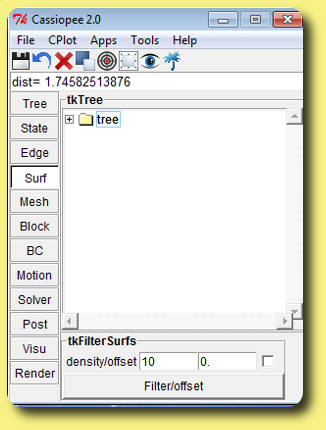 Cassiopee 2.0
File CPlot Apps Tools Help
dist= 1.74582513876
Tree
State
Edge
Surf
Mesh
Block
BC
Motion
Solver
Post
Visu
Render
tkTree
tree
tkFilterSurfs
density/offset 10 0.
Filter/offset